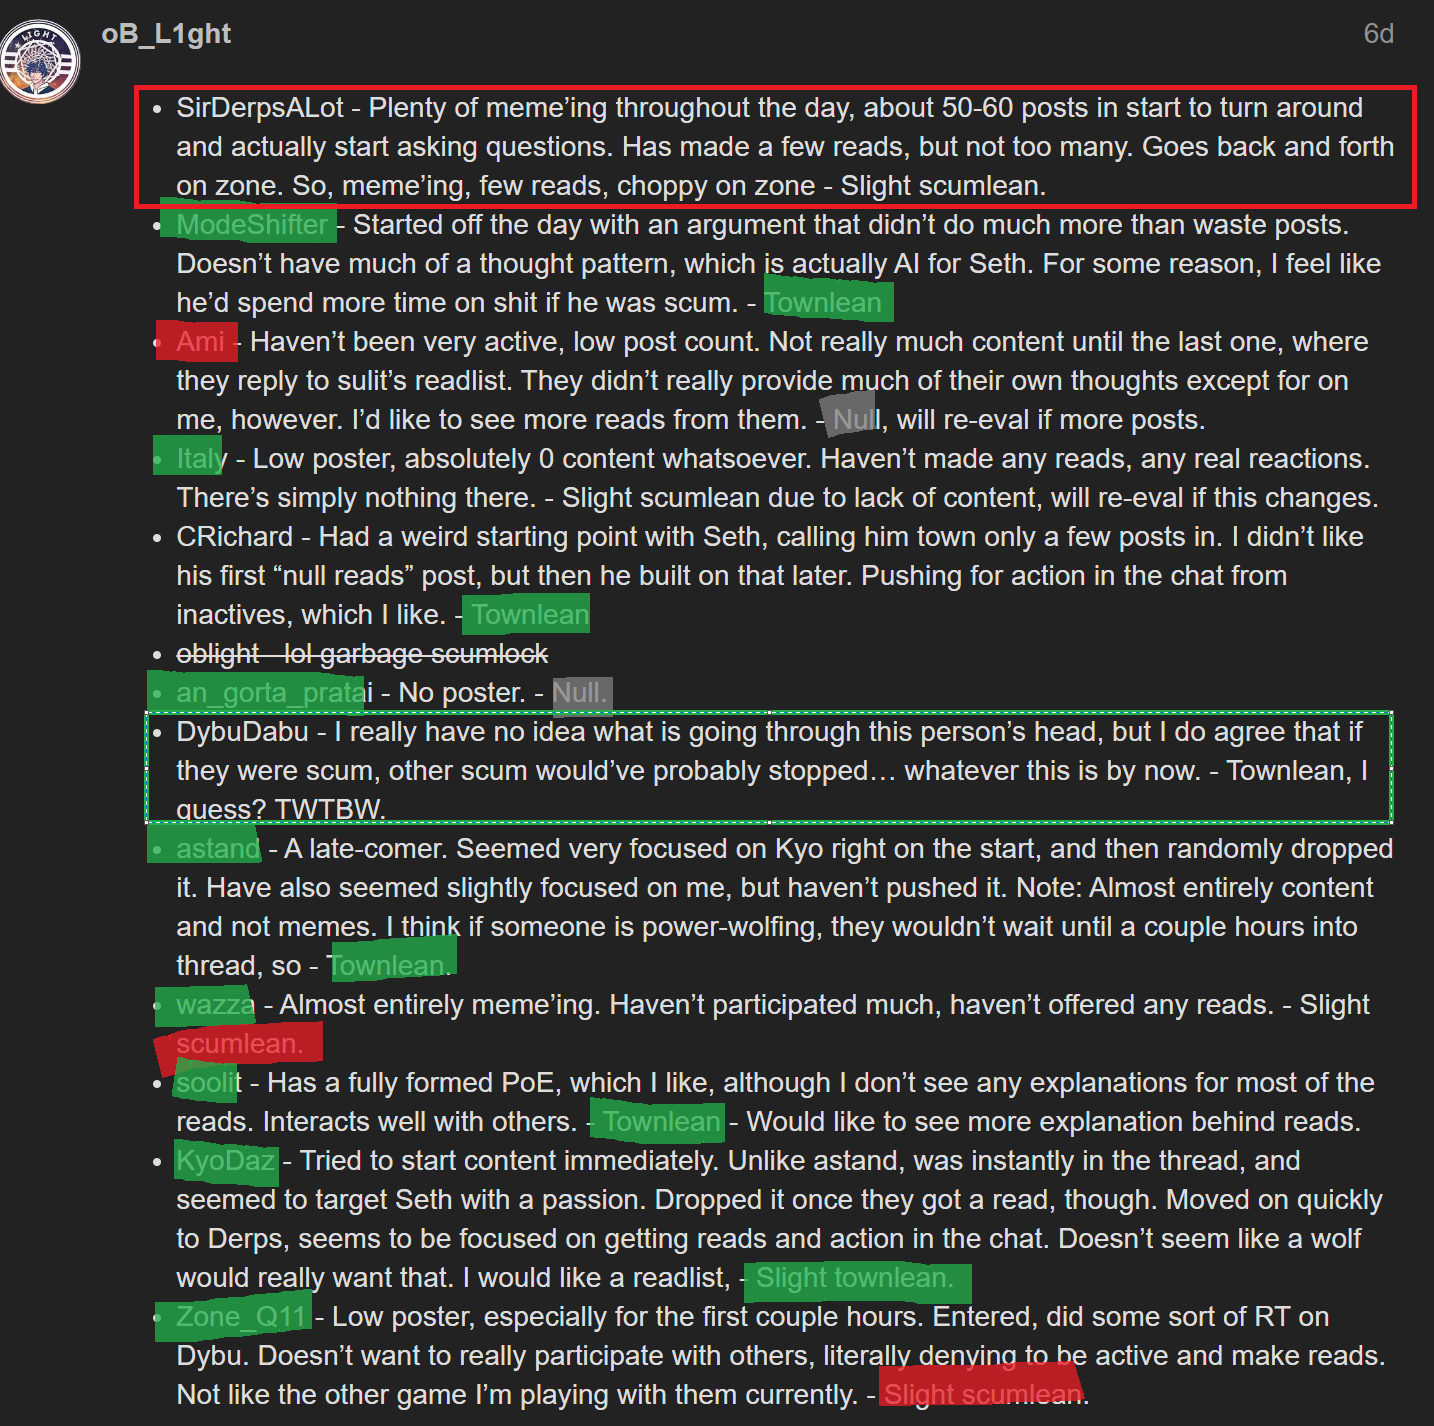 oB_L1ght
6d
LIGHT
SirDerpsALot - Plenty of meme’ing throughout the day, about 50-60 posts in start to turn around
and actually start asking questions. Has made a few reads, but not too many. Goes back and forth
on zone. So, meme’ing, few reads, choppy on zone - Slight scumlean.
ModeShifter - Started off the day with an argument that didn’t do much more than waste posts.
Doesn’t have much of a thought pattern, which is actually AI for Seth. For some reason, I feel like
he’d spend more time on shit if he was scum. - Townlean
Ami - Haven’t been very active, low post count. Not really much content until the last one, where
they reply to sulit’s readlist. They didn’t really provide much of their own thoughts except for on
me, however. I’d like to see more reads from them. - Null, will re-eval if more posts.
Italy - Low poster, absolutely 0 content whatsoever. Haven’t made any reads, any real reactions.
There’s simply nothing there. - Slight scumlean due to lack of content, will re-eval if this changes.
CRichard - Had a weird starting point with Seth, calling him town only a few posts in. I didn’t like
his first “null reads” post, but then he built on that later. Pushing for action in the chat from
inactives, which I like. - Townlean
oblight - lol garbage scumlock
an_gorta_pratai - No poster. - Null.
DybuDabu - I really have no idea what is going through this person’s head, but I do agree that if
they were scum, other scum would’ve probably stopped… whatever this is by now. - Townlean, I
guess? TWTBW.
astand - A late-comer. Seemed very focused on Kyo right on the start, and then randomly dropped
it. Have also seemed slightly focused on me, but haven’t pushed it. Note: Almost entirely content
and not memes. I think if someone is power-wolfing, they wouldn’t wait until a couple hours into
thread, so - Townlean.
wazza - Almost entirely meme’ing. Haven’t participated much, haven’t offered any reads. - Slight
scumlean.
soolit - Has a fully formed PoE, which I like, although I don’t see any explanations for most of the
reads. Interacts well with others. - Townlean - Would like to see more explanation behind reads.
KyoDaz - Tried to start content immediately. Unlike astand, was instantly in the thread, and
seemed to target Seth with a passion. Dropped it once they got a read, though. Moved on quickly
to Derps, seems to be focused on getting reads and action in the chat. Doesn’t seem like a wolf
would really want that. I would like a readlist, - Slight townlean.
Zone_Q11 - Low poster, especially for the first couple hours. Entered, did some sort of RT on
Dybu. Doesn’t want to really participate with others, literally denying to be active and make reads.
Not like the other game I’m playing with them currently. - Slight scumlean.